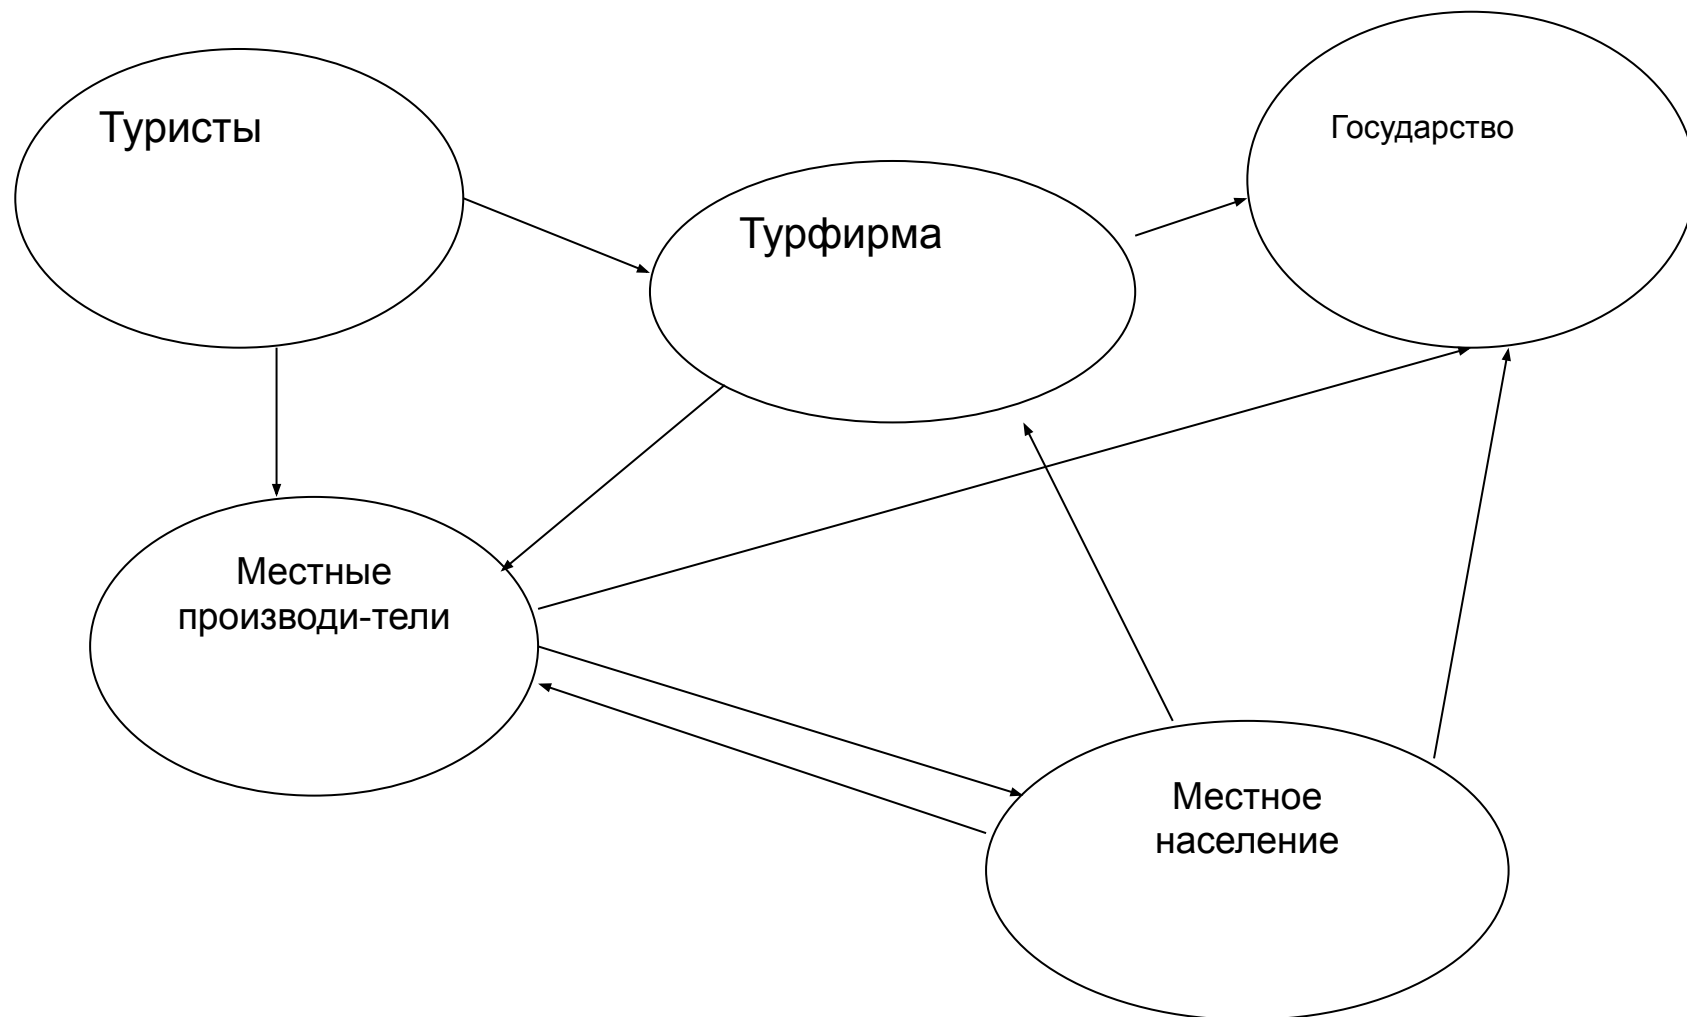 Туристы
Государство
Турфирма
Местные
производи-тели
Местное
население